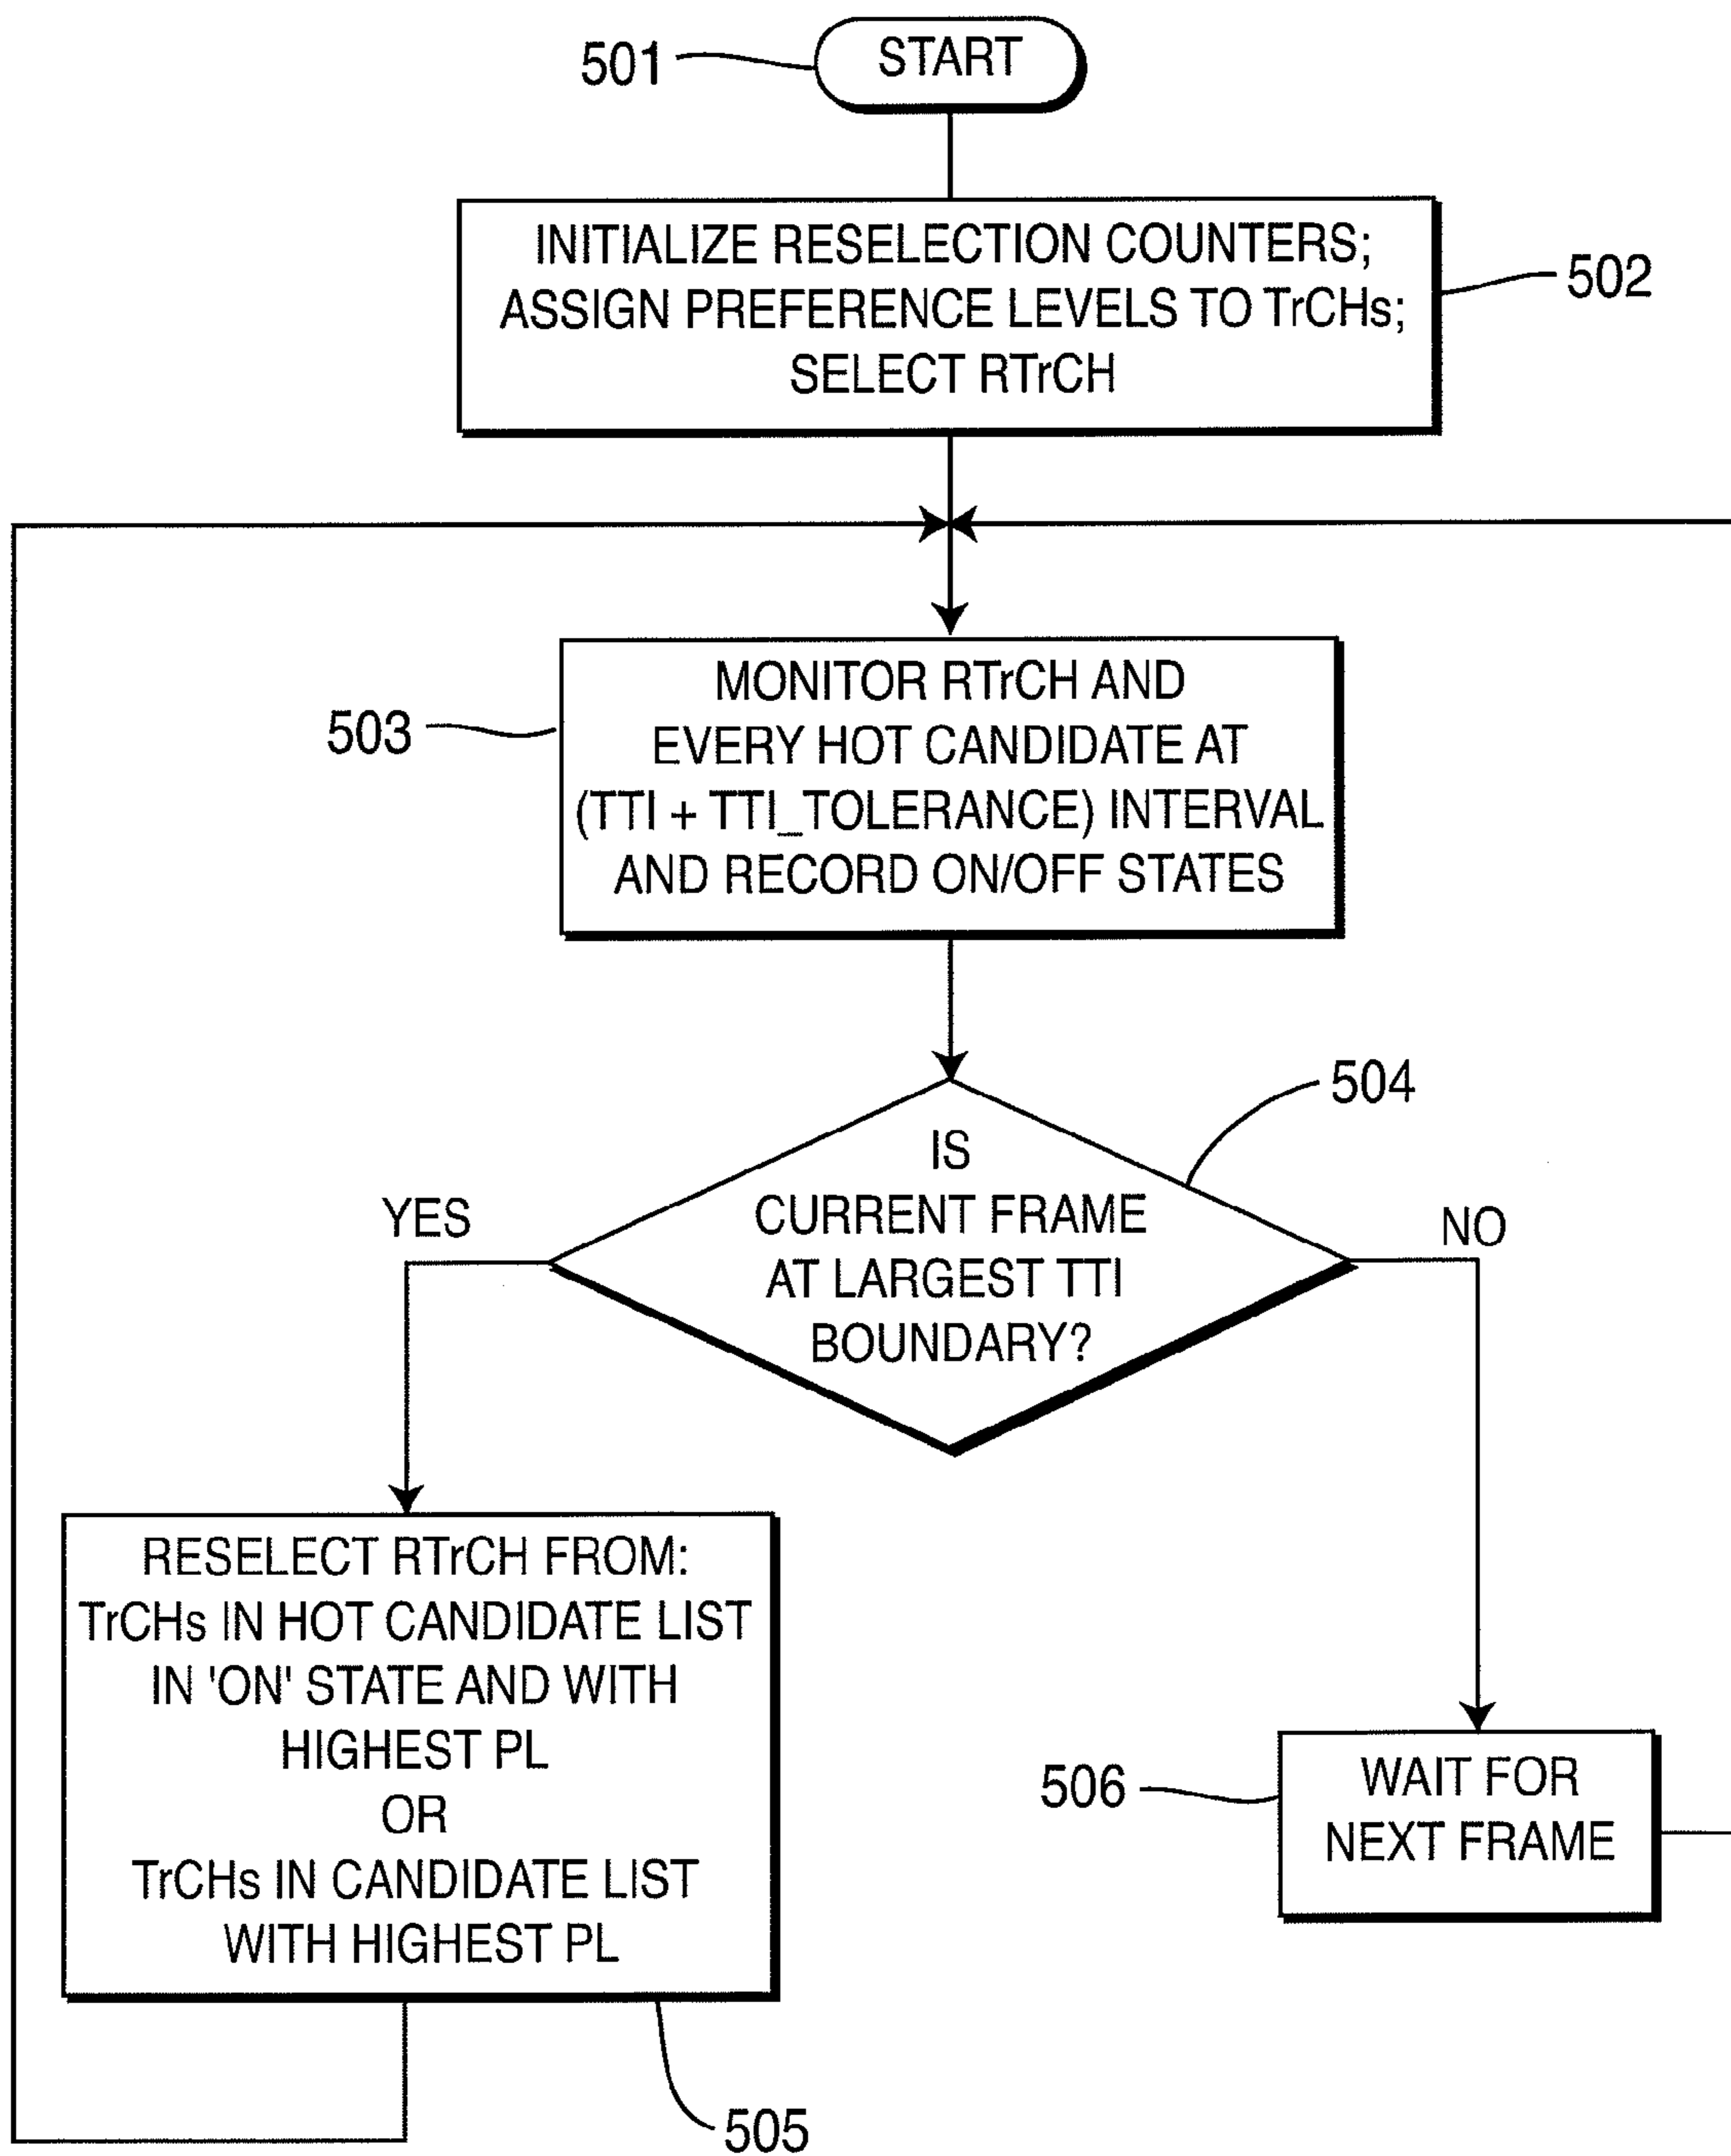 501
START
INITIALIZE RESELECTION COUNTERS;
ASSIGN PREFERENCE LEVELS TO TrCHs;
SELECT RTrCH
502
503
MONITOR RTrCH AND
EVERY HOT CANDIDATE AT
(TTI + TTI_TOLERANCE) INTERVAL
AND RECORD ON/OFF STATES
504
IS
CURRENT FRAME
AT LARGEST TTI
BOUNDARY?
YES
NO
RESELECT RTrCH FROM:
TrCHs IN HOT CANDIDATE LIST
IN 'ON' STATE AND WITH
HIGHEST PL
OR
TrCHs IN CANDIDATE LIST
WITH HIGHEST PL
505
506
WAIT FOR
NEXT FRAME